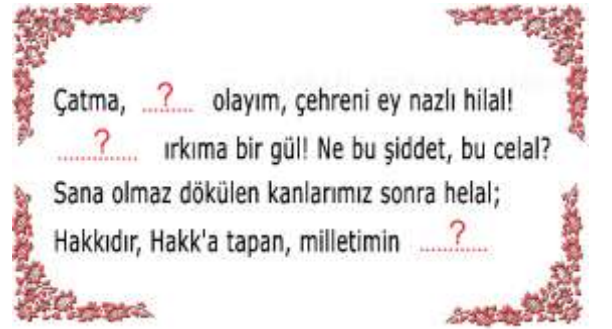 Çatma, ...?... olayım, çehreni ey nazlı hilal!
...?... ırkıma bir gül! Ne bu şiddet, bu celal?
Sana olmaz dökülen kanlarımız sonra helal;
Hakkıdır, Hakk'a tapan, milletimin ...?...